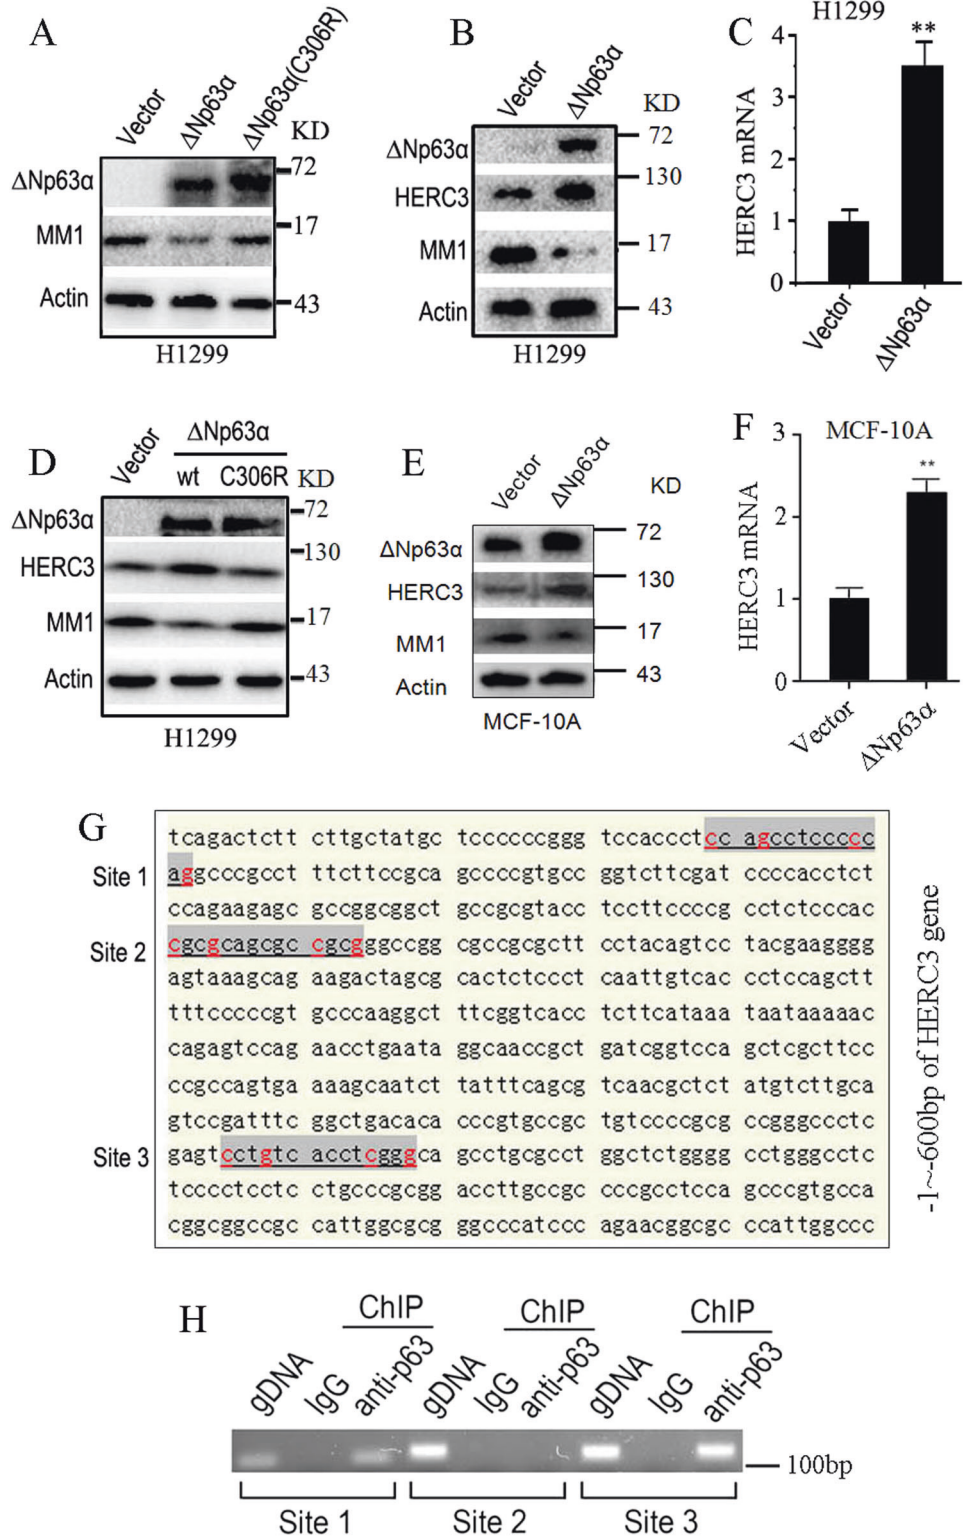 A
Vector
ΔNp63α
ΔNp63α(C306R)
KD
ΔNp63α
72
MM1
17
Actin
43
H1299
B
Vector
ΔNp63α
KD
ΔNp63α
72
HERC3
130
MM1
17
Actin
43
H1299
C
H1299
**
HERC3 mRNA
4
3
2
1
0
Vector
ΔNp63α
D
Vector
ΔNp63α
wt C306R
KD
ΔNp63α
72
HERC3
130
MM1
17
Actin
43
H1299
E
Vector
ΔNp63α
KD
ΔNp63α
72
HERC3
130
MM1
17
Actin
43
MCF-10A
F
MCF-10A
**
HERC3 mRNA
3
2
1
0
Vector
ΔNp63α
G
tcagactctt cttgctatgc tccccccggg tccaccctcc agcctccccc
Site 1 aggcccgcct ttcttccgca gccccgtgcc ggtcttcgat ccccacctct
ccagaagagc gccggcggct gccgcgtacc tccttccccg cctctcccac
Site 2 cgcgcagcgc cgcgggccgg cgccgcgctt cctacagtcc tacgaagggg
agtaaagcag aagactagcg cactctccct caattgtcac cctccagctt
tttcccccgt gcccaaggct ttcggtcacc tcttcataaa taataaaaac
cagagtccag aacctgaata ggcaaccgct gatcggtcca gctcgcttcc
ccgccagtga aaagcaatct tatttcagcg tcaacgctct atgtcttgca
gtccgatttc ggctgacaca cccgtgccgc tgtccccgcg ccgggccctc
Site 3 gagtcctgtc acctcgggca gcctgcgcct ggctctgggg cctgggcctc
tcccctcctc ctgcccgcgg accttgccgc cccgcctcca gcccgtgcca
cggcggccgc cattggcgcg ggcccatccc agaacggcgc cccattggccc
-1~-600bp of HERC3 gene
H
ChIP ChIP ChIP
gDNA IgG anti-p63 gDNA IgG anti-p63 gDNA IgG anti-p63
100bp
Site 1 Site 2 Site 3